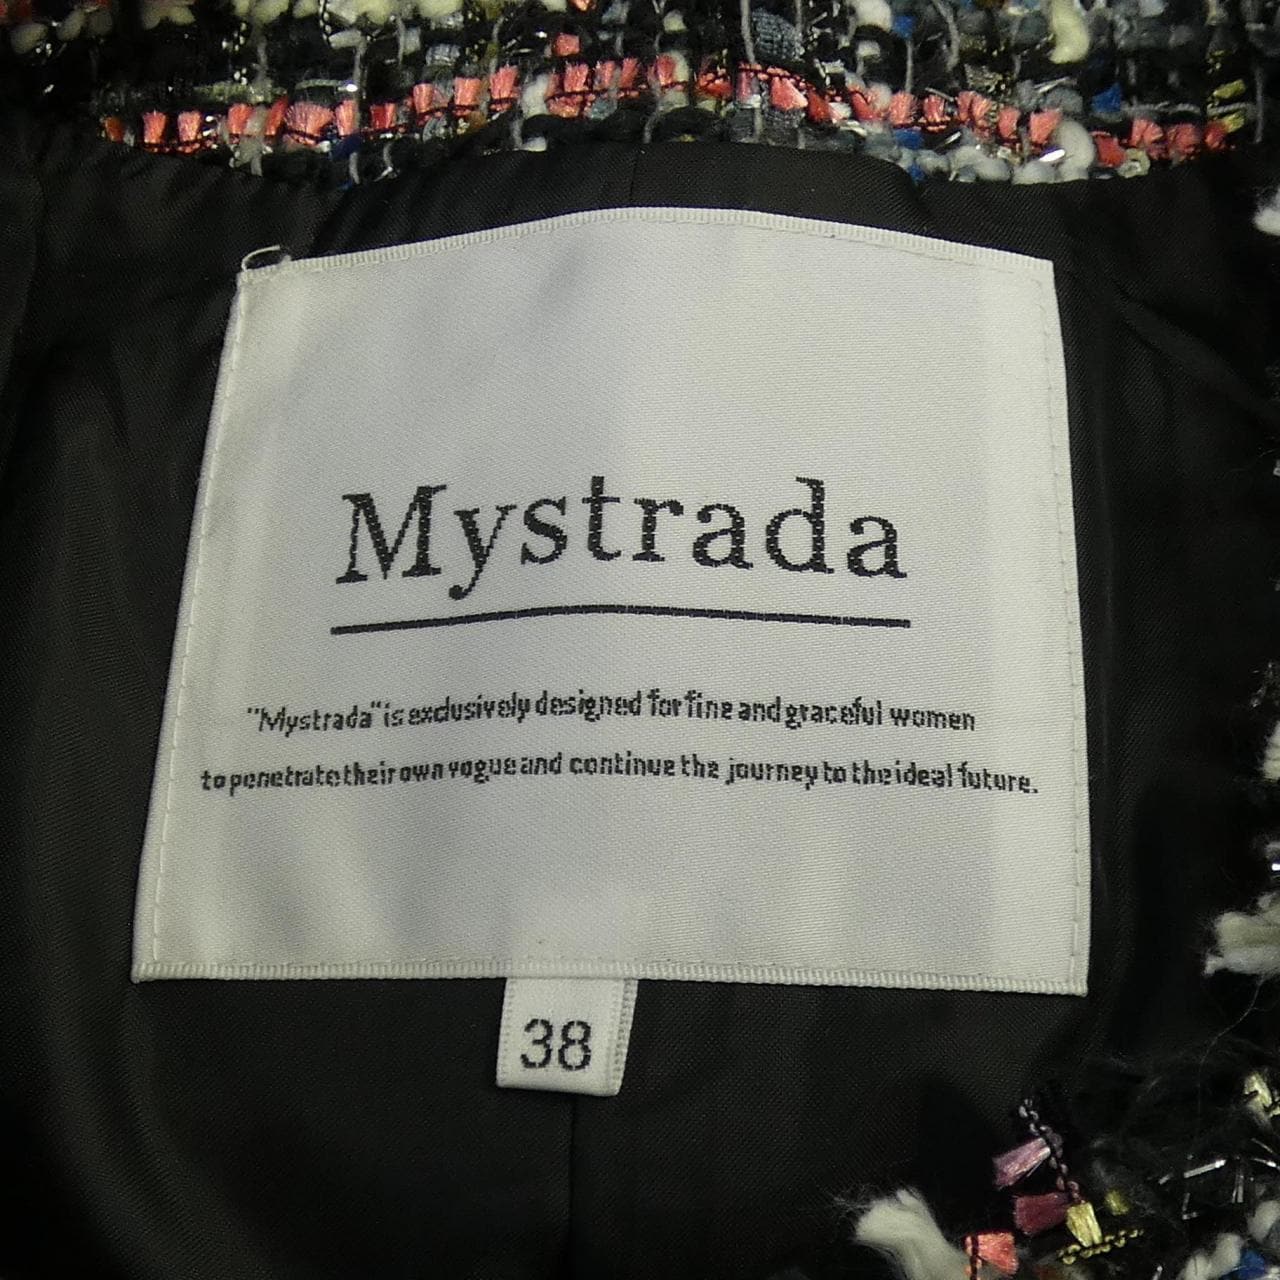 Mystrada
"Mystrada" is exclusively designed for fine and graceful women
to penetrate their own vogue and continue the journey to the ideal future.
38